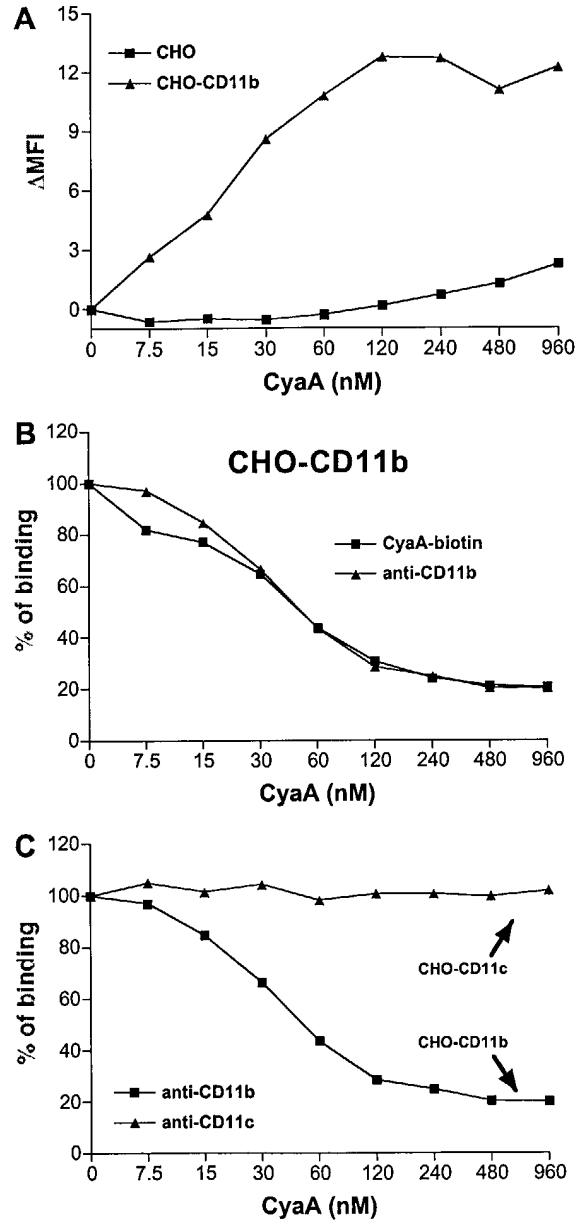 A
15
12
9
6
3
0
ΔMFI
CHO
CHO-CD11b
0 7.5 15 30 60 120 240 480 960
CyaA (nM)
B
120
100
80
60
40
20
0
% of binding
CHO-CD11b
CyaA-biotin
anti-CD11b
0 7.5 15 30 60 120 240 480 960
CyaA (nM)
C
120
100
80
60
40
20
0
% of binding
CHO-CD11c
CHO-CD11b
anti-CD11b
anti-CD11c
0 7.5 15 30 60 120 240 480 960
CyaA (nM)